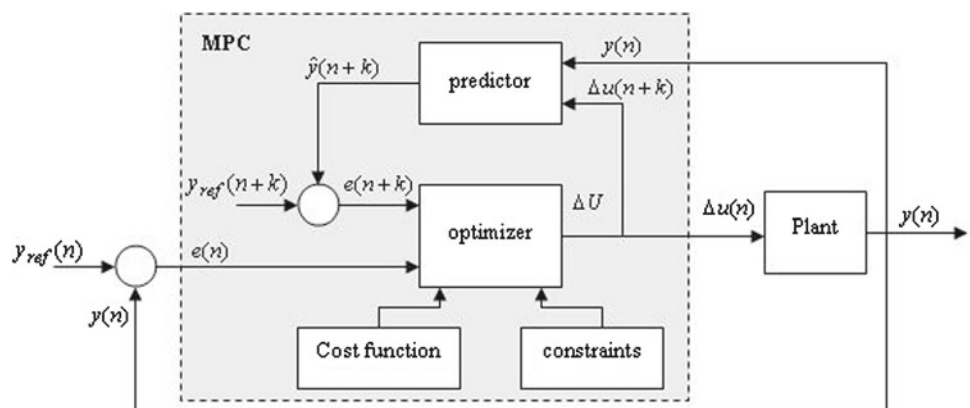 MPC
y(n)
ŷ(n+k)
predictor
Δu(n+k)
y_ref(n+k)
e(n+k)
ΔU
Δu(n)
Plant
y(n)
optimizer
y_ref(n)
e(n)
y(n)
Cost function
constraints